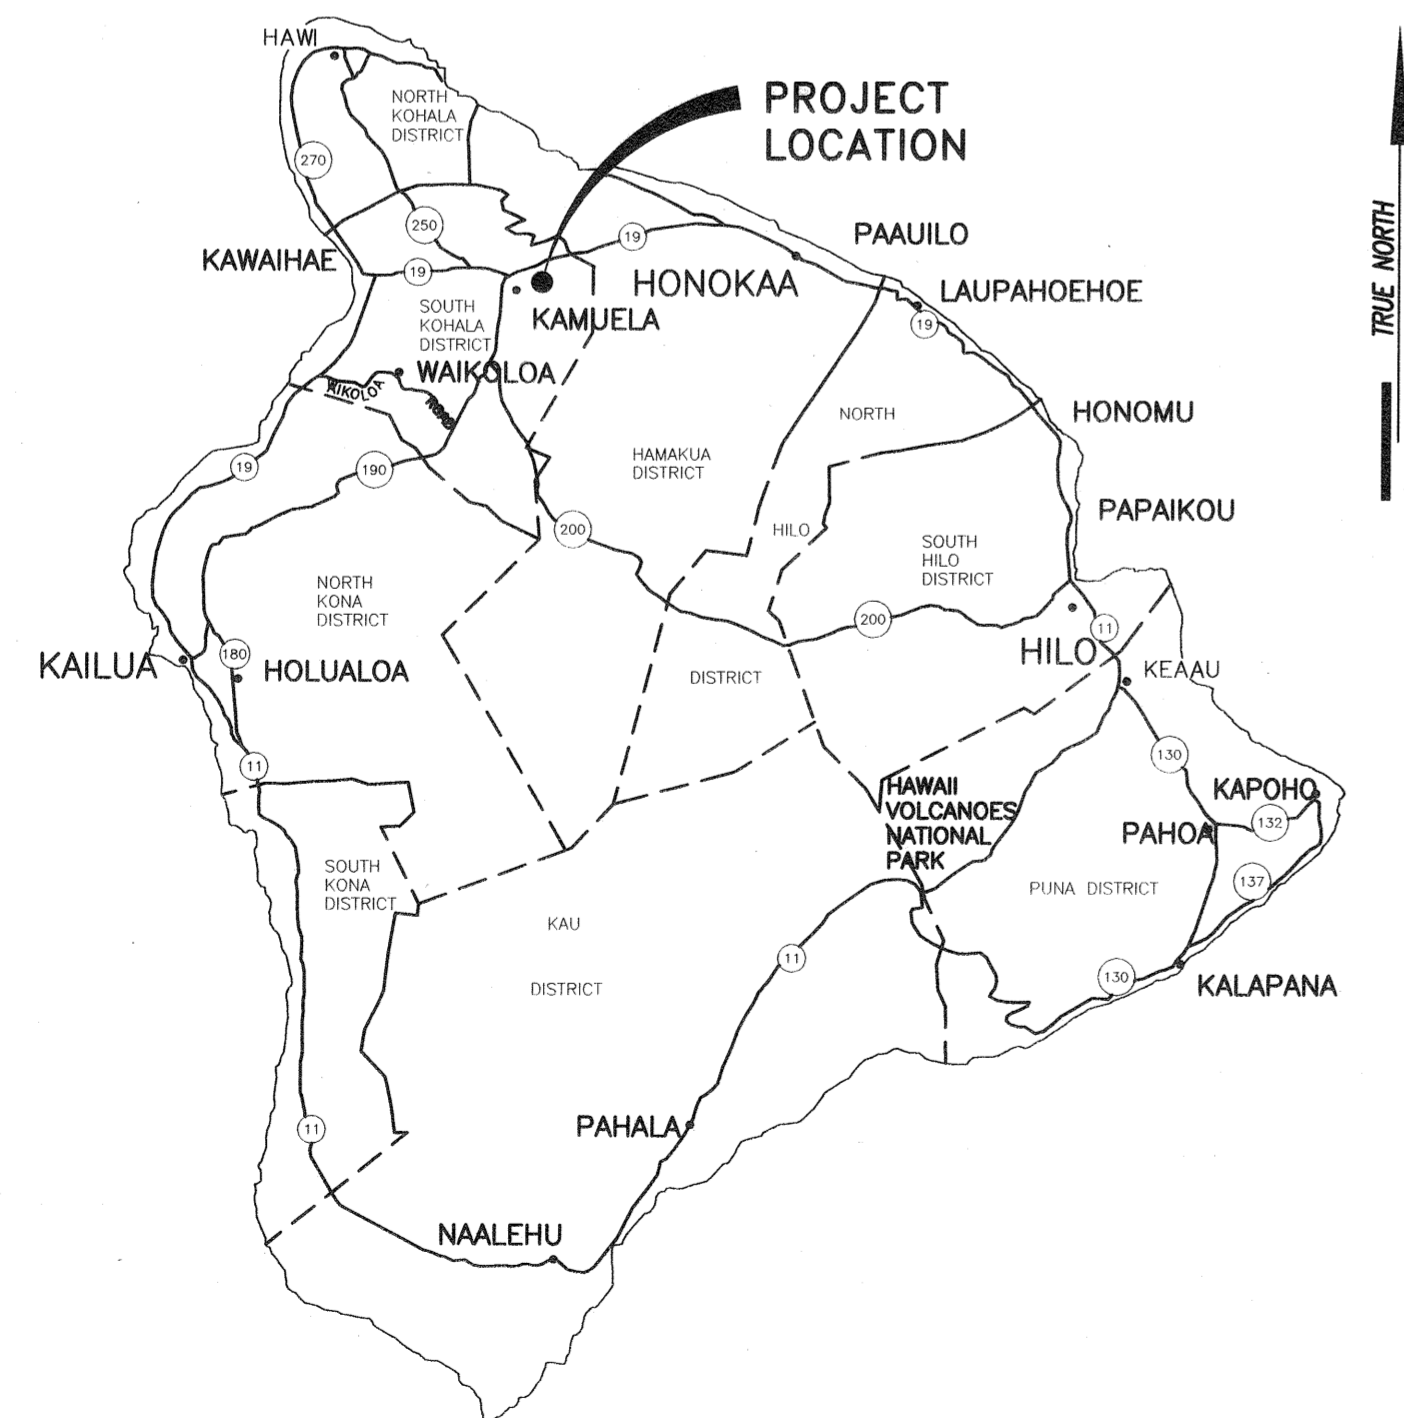 HAWI
PROJECT
LOCATION
NORTH
KOHALA
DISTRICT
270
250
19
TRUE NORTH
PAAUILO
KAWAIHAE
19
HONOKAA
LAUPAHOEHOE
SOUTH
KOHALA
DISTRICT
KAMUELA
19
WAIKOLOA
WAIKOLOA
ROAD
NORTH
HONOMU
HAMAKUA
DISTRICT
19
190
PAPAIKOU
200
HILO
SOUTH
HILO
DISTRICT
NORTH
KONA
DISTRICT
200
11
KAILUA
180
HOLUALOA
HILO
KEAAU
DISTRICT
11
130
HAWAII
VOLCANOES
NATIONAL
PARK
KAPOHO
132
PAHOA
SOUTH
KONA
DISTRICT
PUNA DISTRICT
137
KAU
DISTRICT
11
130
KALAPANA
PAHALA
11
NAALEHU